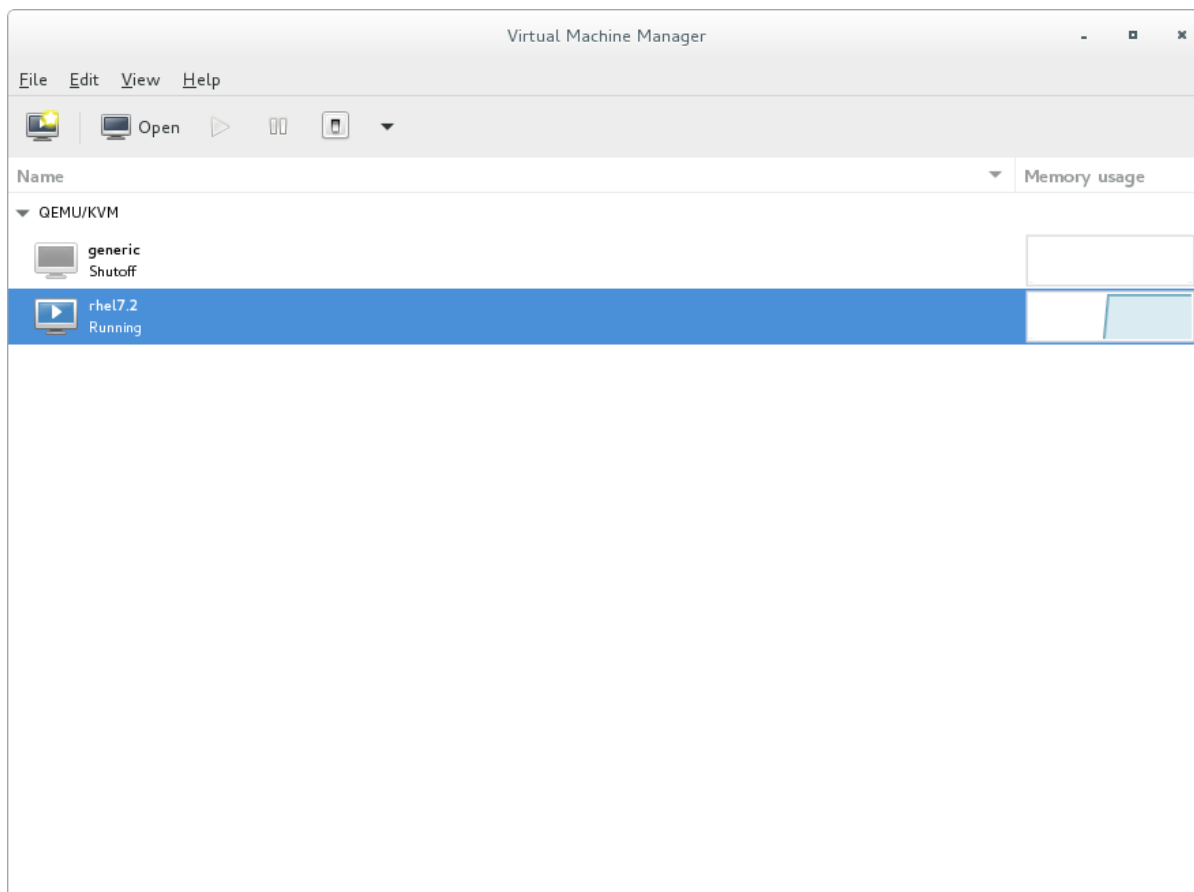 Virtual Machine Manager
File Edit View Help
Open
Name Memory usage
QEMU/KVM
generic
Shutoff
rhel7.2
Running